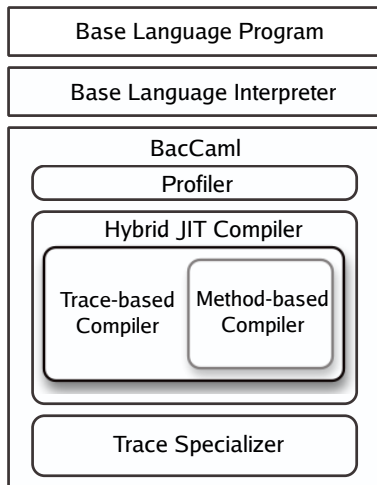 Base Language Program
Base Language Interpreter
BacCaml
Profiler
Hybrid JIT Compiler
Trace-based
Compiler
Method-based
Compiler
Trace Specializer